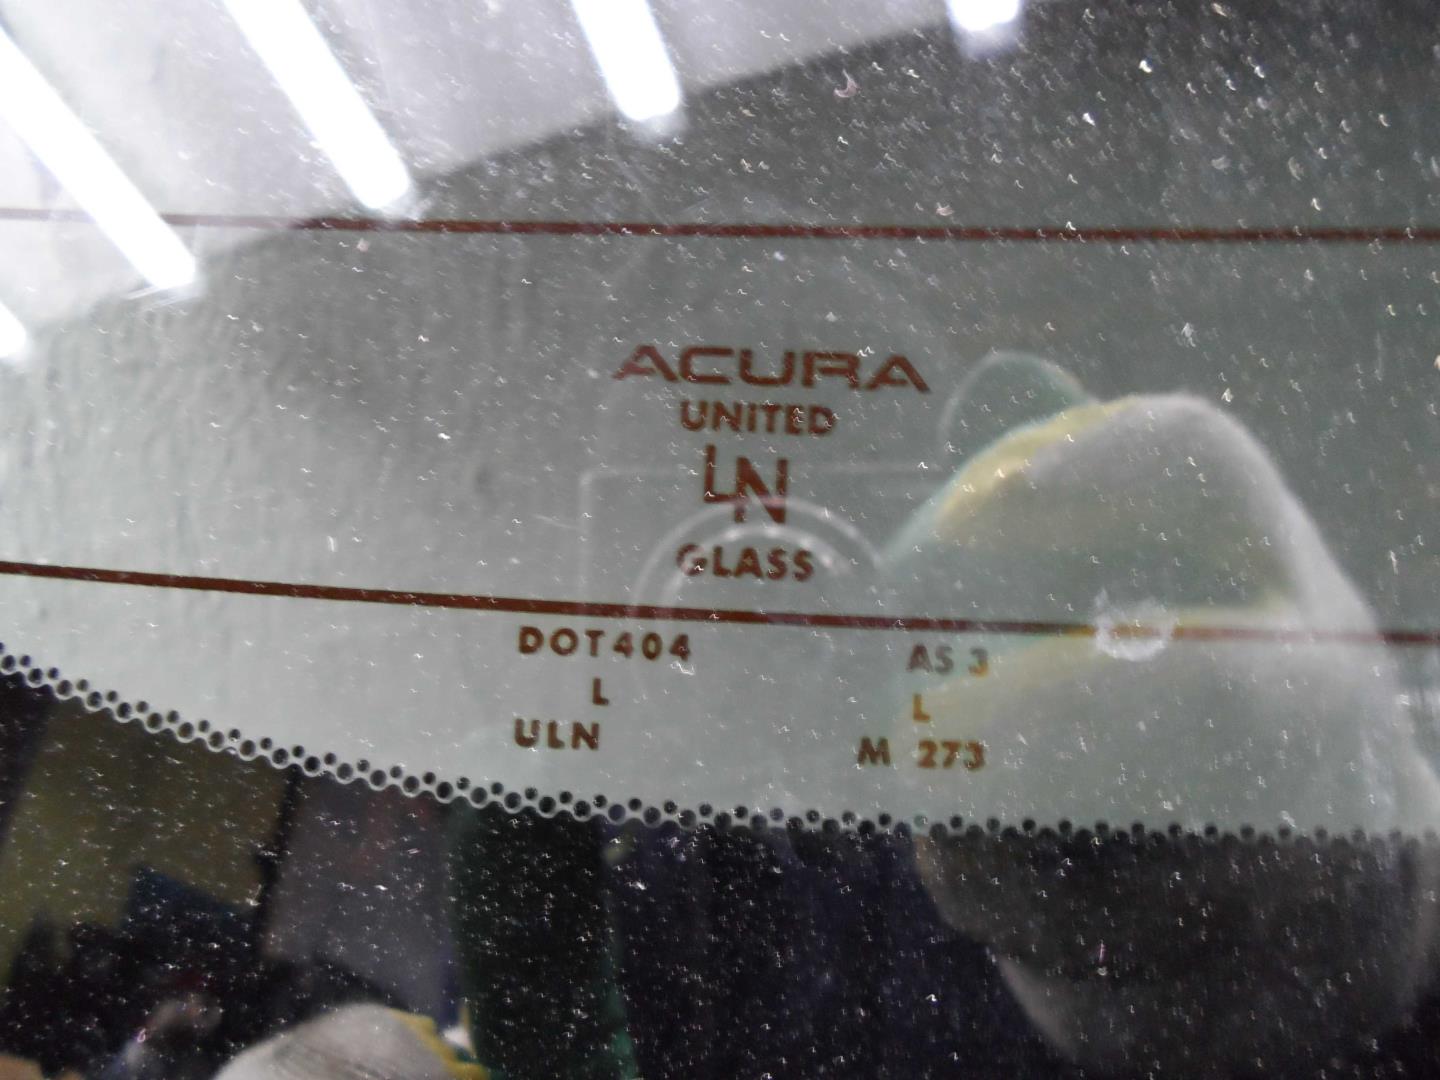 ACURA
UNITED
LN
GLASS
DOT404 AS 3
L L
ULN M 273